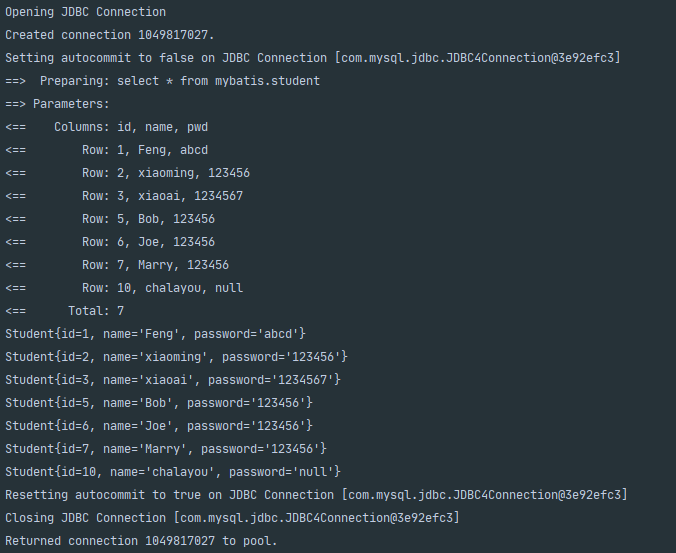 Opening JDBC Connection
Created connection 1049817027.
Setting autocommit to false on JDBC Connection [com.mysql.jdbc.JDBC4Connection@3e92efc3]
==>  Preparing: select * from mybatis.student
==> Parameters:
<==    Columns: id, name, pwd
<==        Row: 1, Feng, abcd
<==        Row: 2, xiaoming, 123456
<==        Row: 3, xiaoai, 1234567
<==        Row: 5, Bob, 123456
<==        Row: 6, Joe, 123456
<==        Row: 7, Marry, 123456
<==        Row: 10, chalayou, null
<==      Total: 7
Student{id=1, name='Feng', password='abcd'}
Student{id=2, name='xiaoming', password='123456'}
Student{id=3, name='xiaoai', password='1234567'}
Student{id=5, name='Bob', password='123456'}
Student{id=6, name='Joe', password='123456'}
Student{id=7, name='Marry', password='123456'}
Student{id=10, name='chalayou', password='null'}
Resetting autocommit to true on JDBC Connection [com.mysql.jdbc.JDBC4Connection@3e92efc3]
Closing JDBC Connection [com.mysql.jdbc.JDBC4Connection@3e92efc3]
Returned connection 1049817027 to pool.